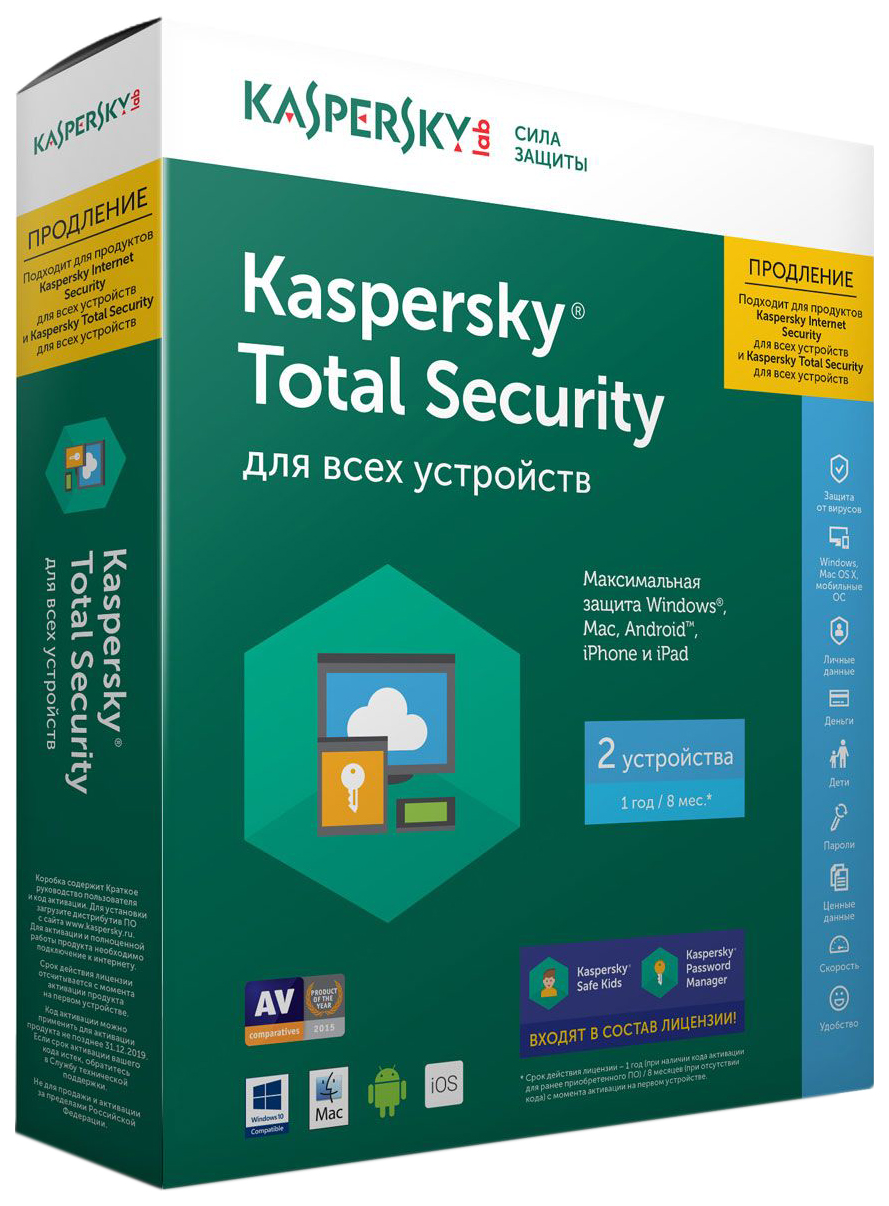 KASPERSKY lab
ПРОДЛЕНИЕ
Подходит для продуктов
Kaspersky Internet
Security
для всех устройств
и Kaspersky Total Security
для всех устройств
Kaspersky®
Total Security
для всех устройств
Коробка содержит Краткое
руководство пользователя
и код активации. Для установки
загрузите дистрибутив ПО
с сайта www.kaspersky.ru.
Для активации и полноценной
работы продукта необходимо
подключение к интернету.
Срок действия лицензии
отсчитывается с момента
активации продукта
на первом устройстве.
Код активации можно
применить для активации
продукта не позднее 31.12.2019.
Если срок активации вашего
кода истек, обратитесь
в Службу технической
поддержки.
Не для продажи и активации
за пределами Российской
Федерации.
KASPERSKY lab
СИЛА
ЗАЩИТЫ
Kaspersky®
Total Security
для всех устройств
ПРОДЛЕНИЕ
Подходит для продуктов
Kaspersky Internet
Security
для всех устройств
и Kaspersky Total Security
для всех устройств
Максимальная
защита Windows®,
Mac, Android™,
iPhone и iPad
2 устройства
1 год / 8 мес.*
Защита
от вирусов
Windows,
Mac OS X,
мобильные
ОС
Личные
данные
Деньги
Дети
Пароли
Ценные
данные
Скорость
Удобство
Kaspersky®
Safe Kids
Kaspersky®
Password
Manager
ВХОДЯТ В СОСТАВ ЛИЦЕНЗИИ!
* Срок действия лицензии – 1 год (при наличии кода активации
для ранее приобретенного ПО) / 8 месяцев (при отсутствии
кода) с момента активации на первом устройстве.
AV
comparatives
PRODUCT
OF THE
YEAR
2015
Windows 10
Compatible
Mac
iOS